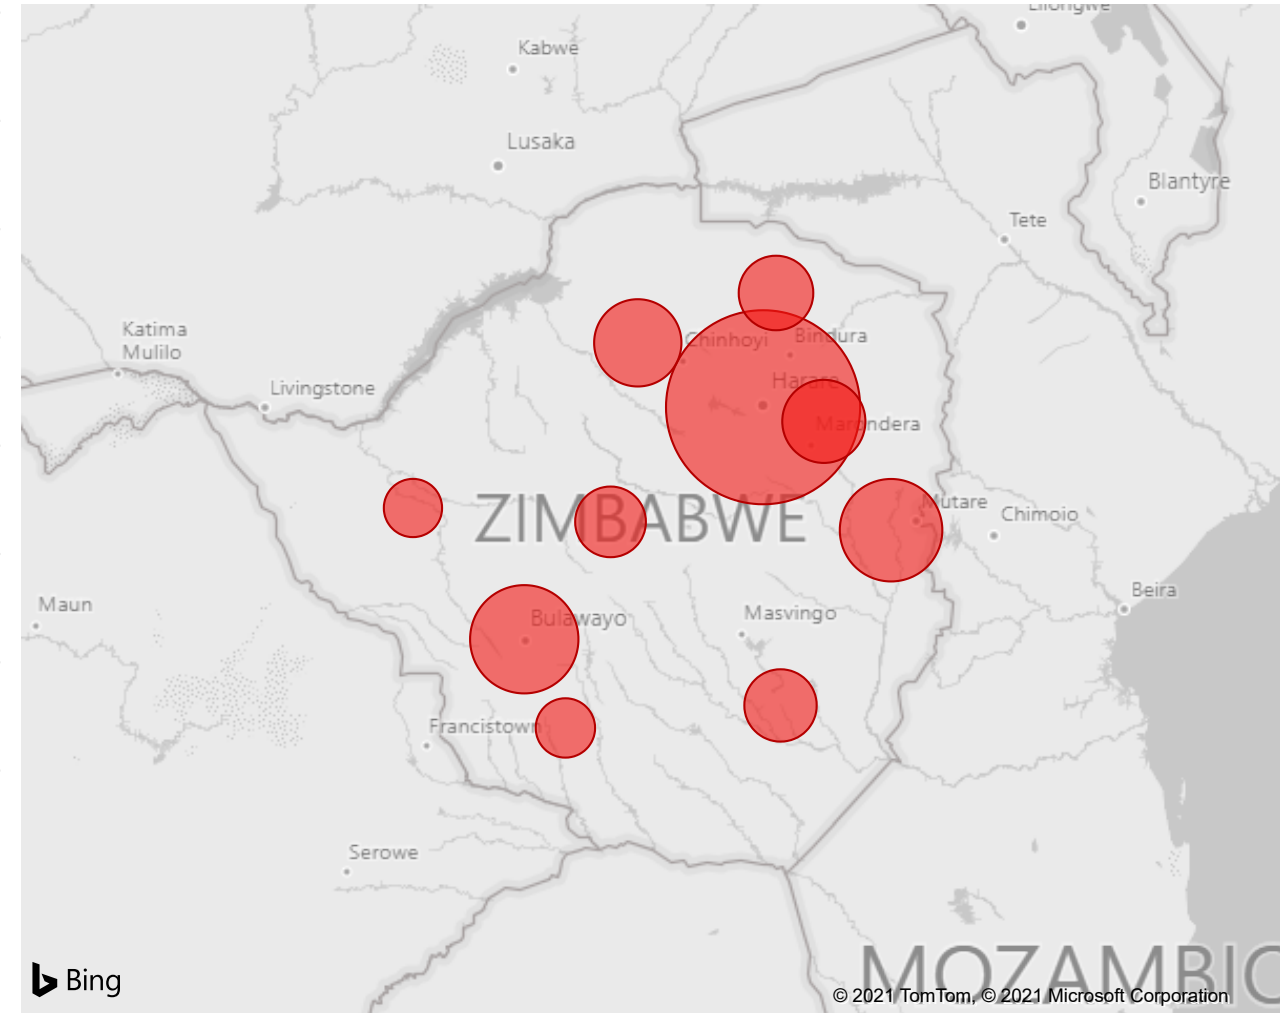 Lilongwe
Kabwe
Lusaka
Blantyre
Tete
Katima
Mulilo
Chinhoyi
Bindura
Livingstone
Harare
Marondera
ZIMBABWE
Mutare
Chimoio
Maun
Bulawayo
Masvingo
Beira
Francistown
Serowe
MOZAMBIC
Bing
© 2021 TomTom, © 2021 Microsoft Corporation